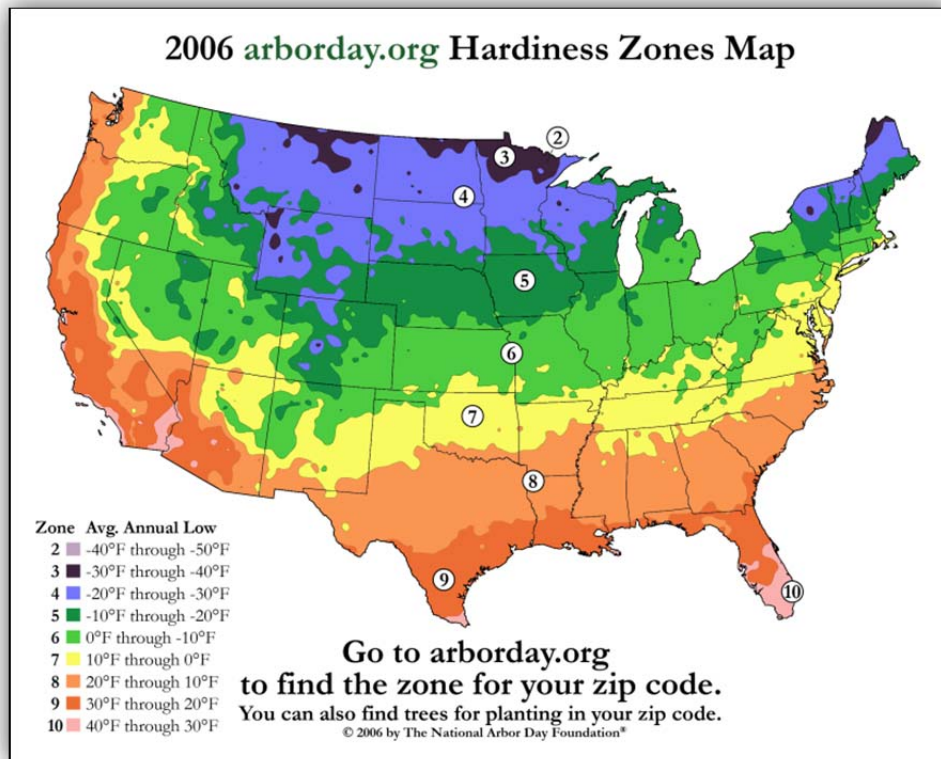 2006 arborday.org Hardiness Zones Map
2
3
4
5
6
7
8
9
10
Zone Avg. Annual Low
2 -40°F through -50°F
3 -30°F through -40°F
4 -20°F through -30°F
5 -10°F through -20°F
6 0°F through -10°F
7 10°F through 0°F
8 20°F through 10°F
9 30°F through 20°F
10 40°F through 30°F
Go to arborday.org
to find the zone for your zip code.
You can also find trees for planting in your zip code.
© 2006 by The National Arbor Day Foundation®